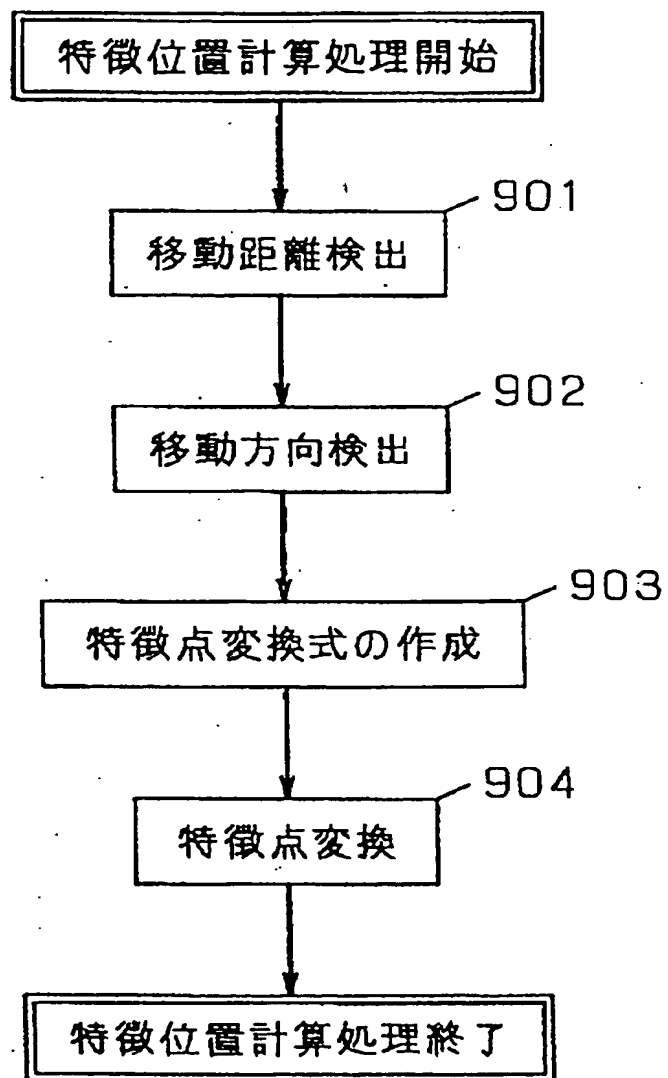 特徴位置計算処理開始
901
移動距離検出
902
移動方向検出
903
特徴点変換式の作成
904
特徴点変換
特徴位置計算処理終了